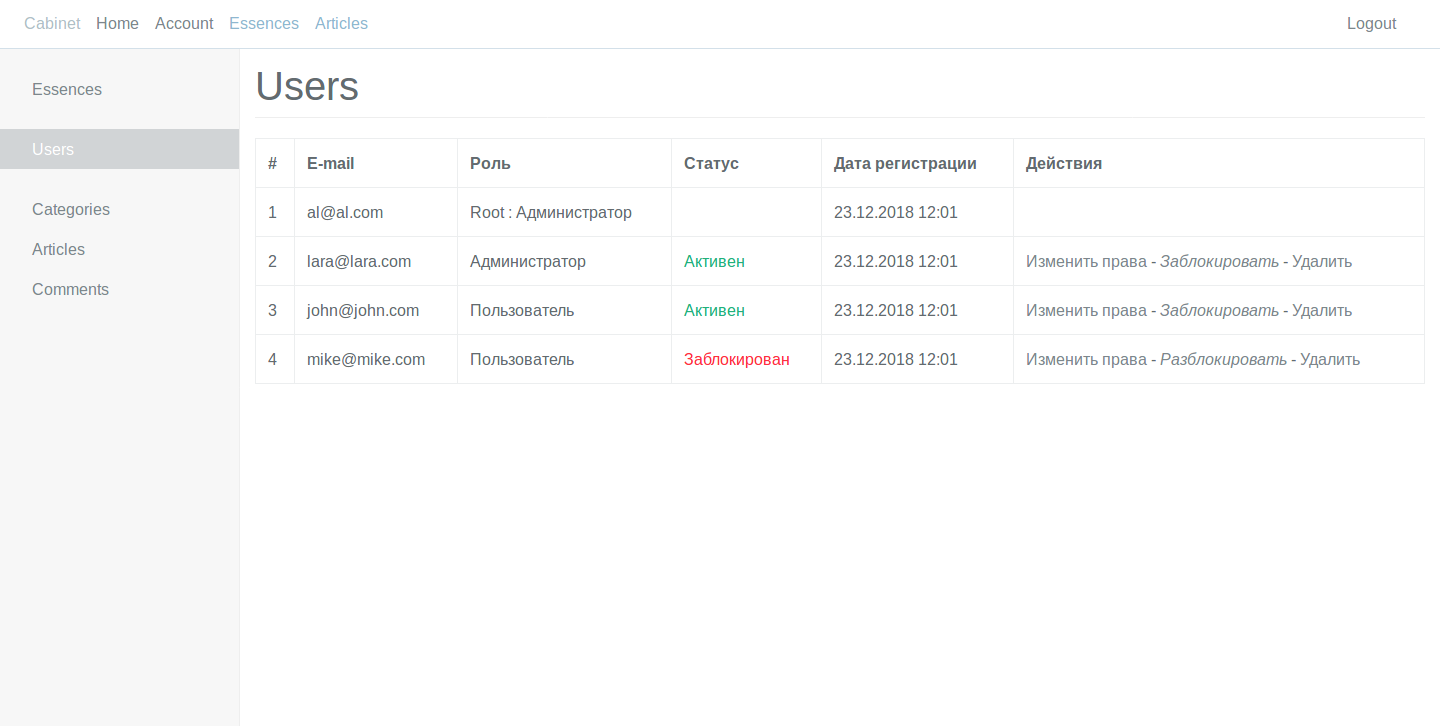 Cabinet Home Account Essences Articles Logout
Essences
Users
Categories
Articles
Comments
Users
# E-mail Роль Статус Дата регистрации Действия
1 al@al.com Root : Администратор 23.12.2018 12:01
2 lara@lara.com Администратор Активен 23.12.2018 12:01 Изменить права - Заблокировать - Удалить
3 john@john.com Пользователь Активен 23.12.2018 12:01 Изменить права - Заблокировать - Удалить
4 mike@mike.com Пользователь Заблокирован 23.12.2018 12:01 Изменить права - Разблокировать - Удалить